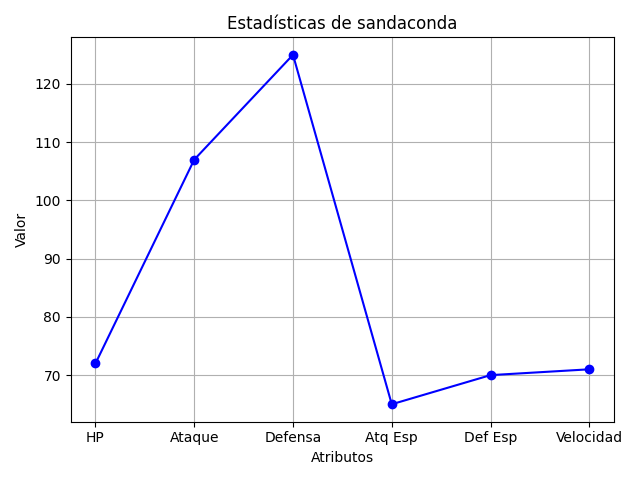 Estadísticas de sandaconda
Valor
120
110
100
90
80
70
HP Ataque Defensa Atq Esp Def Esp Velocidad
Atributos